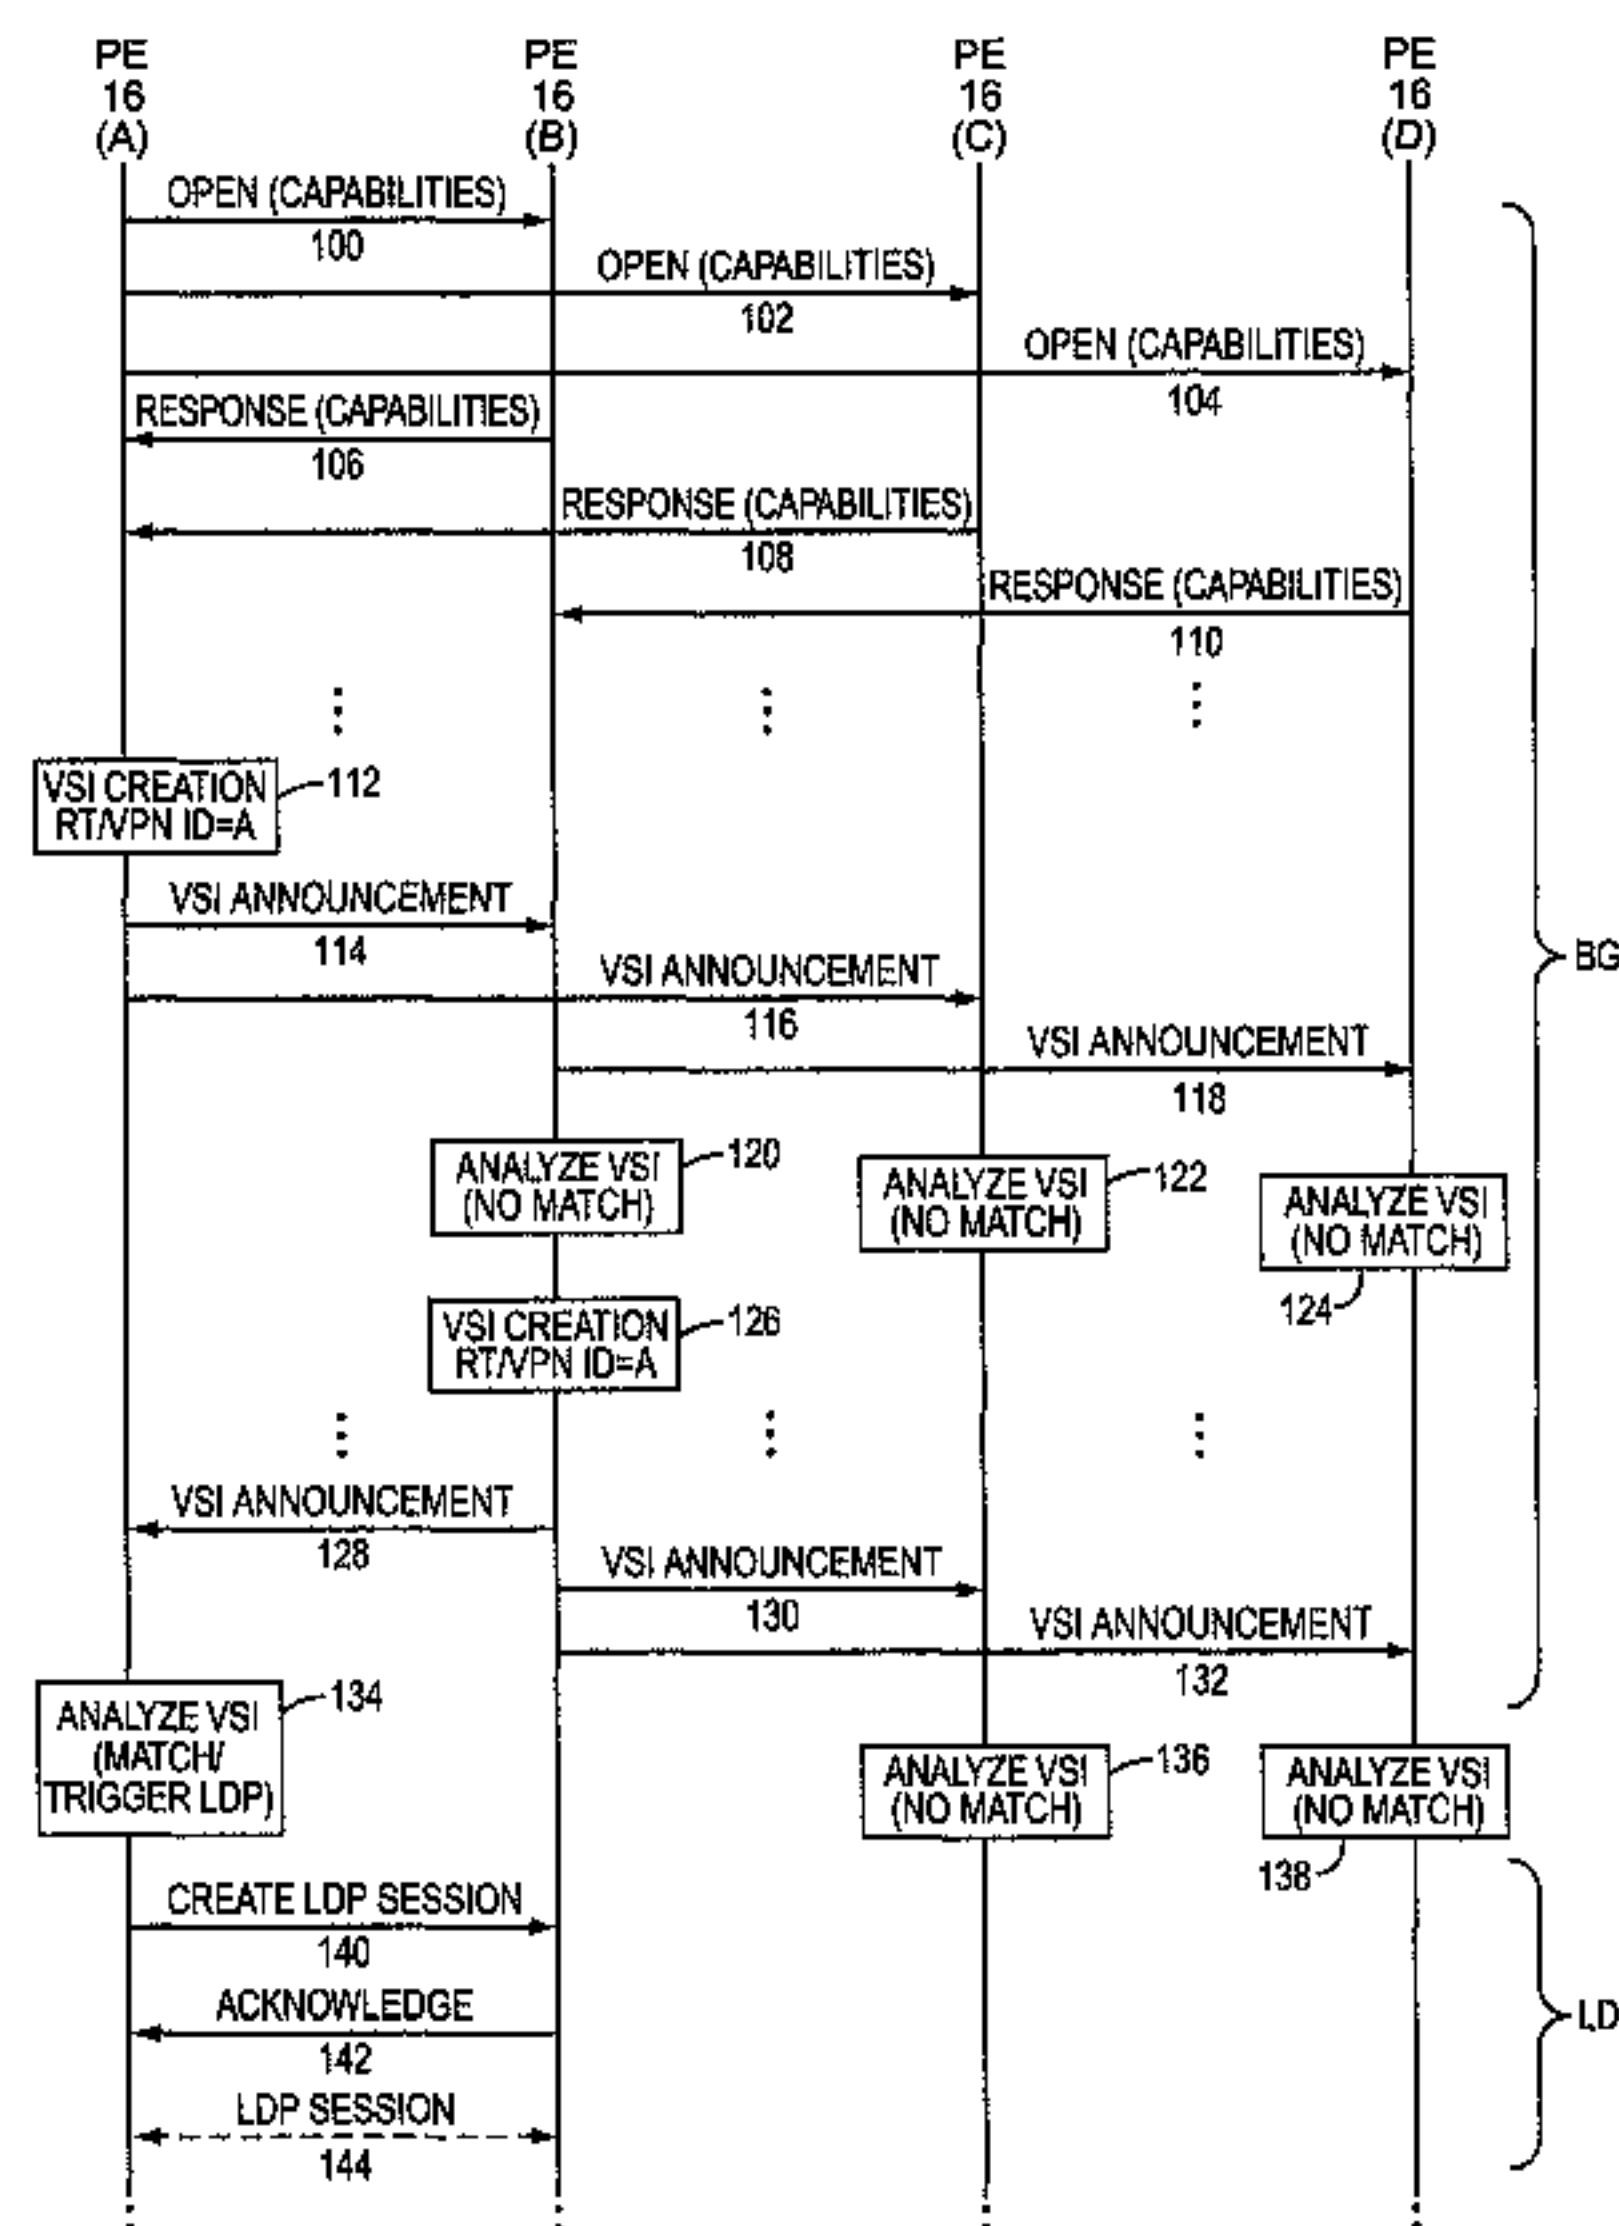 PE PE PE PE
16 16 16 16
(A) (B) (C) (D)
OPEN (CAPABILITIES)
100
OPEN (CAPABILITIES)
102
OPEN (CAPABILITIES)
104
RESPONSE (CAPABILITIES)
106
RESPONSE (CAPABILITIES)
108
RESPONSE (CAPABILITIES)
110
VSI CREATION
RT/VPN ID=A
112
VSI ANNOUNCEMENT
114
VSI ANNOUNCEMENT
116
VSI ANNOUNCEMENT
118
BG
ANALYZE VSI
(NO MATCH)
120
ANALYZE VSI
(NO MATCH)
122
ANALYZE VSI
(NO MATCH)
124
VSI CREATION
RT/VPN ID=A
126
VSI ANNOUNCEMENT
128
VSI ANNOUNCEMENT
130
VSI ANNOUNCEMENT
132
ANALYZE VSI
(MATCH/
TRIGGER LDP)
134
ANALYZE VSI
(NO MATCH)
136
ANALYZE VSI
(NO MATCH)
138
CREATE LDP SESSION
140
ACKNOWLEDGE
142
LD
LDP SESSION
144